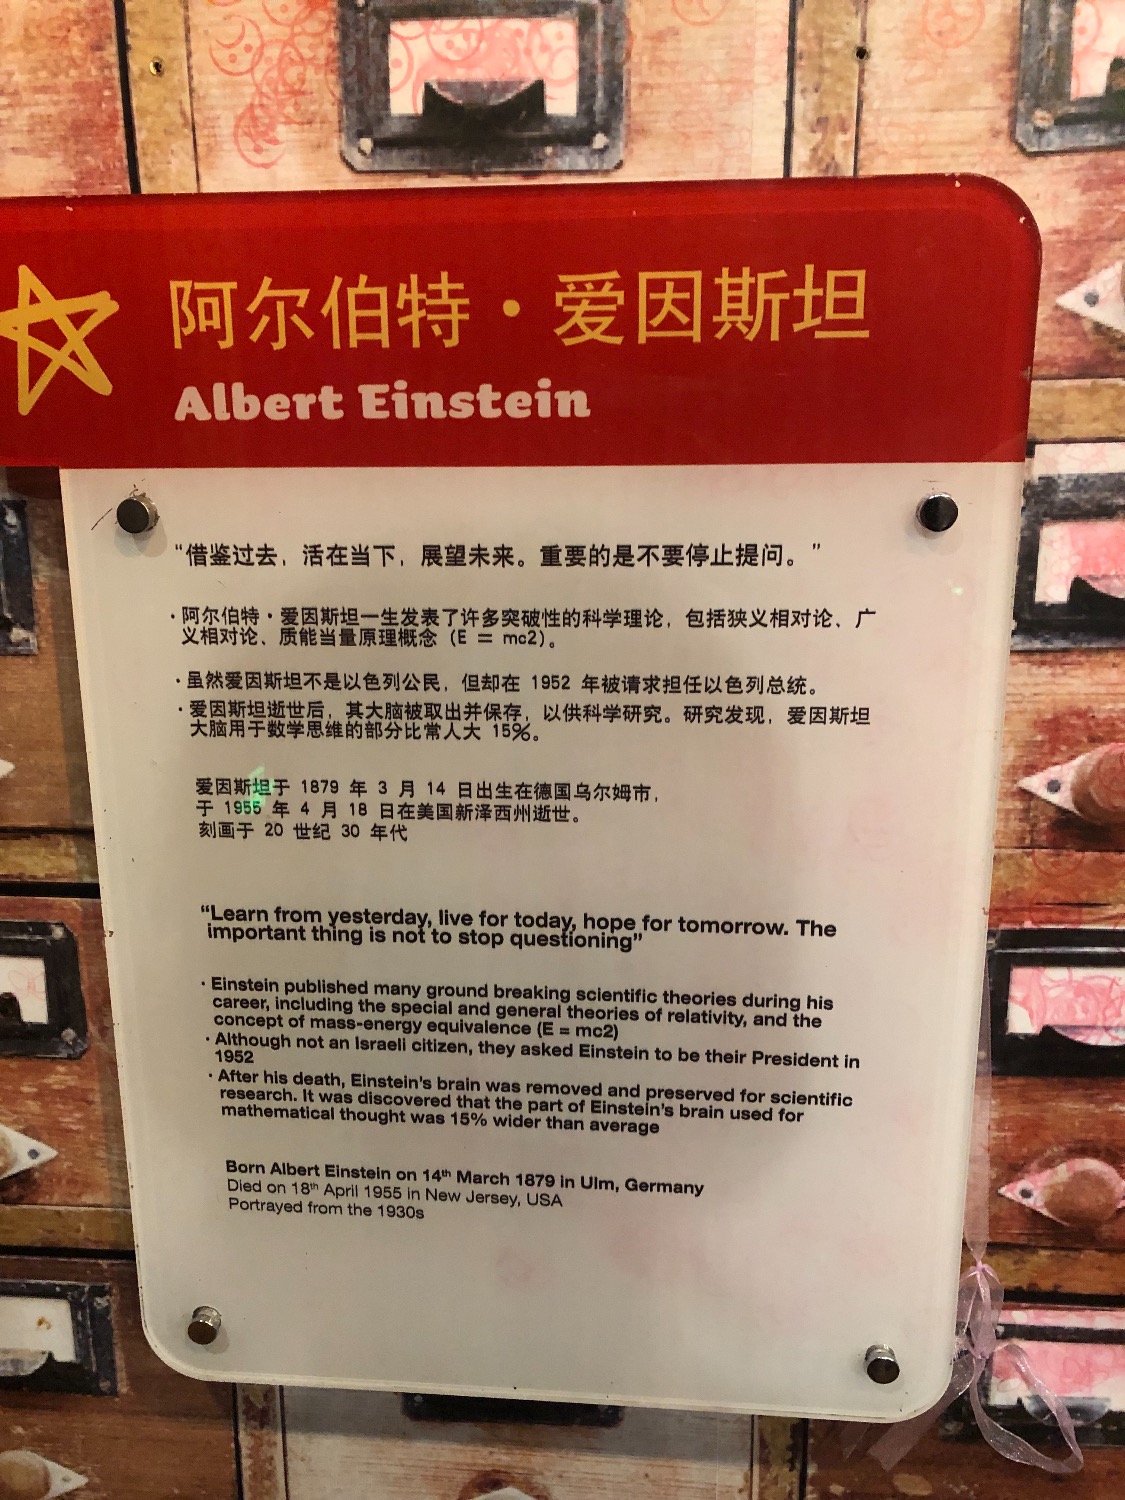 阿尔伯特·爱因斯坦
Albert Einstein
“借鉴过去，活在当下，展望未来。重要的是不要停止提问。”
·阿尔伯特·爱因斯坦一生发表了许多突破性的科学理论，包括狭义相对论、广
义相对论、质能当量原理概念（E = mc2）。
·虽然爱因斯坦不是以色列公民，但却在 1952 年被请求担任以色列总统。
·爱因斯坦逝世后，其大脑被取出并保存，以供科学研究。研究发现，爱因斯坦
大脑用于数学思维的部分比常人大 15%。
爱因斯坦于 1879 年 3 月 14 日出生在德国乌尔姆市，
于 1955 年 4 月 18 日在美国新泽西州逝世。
刻画于 20 世纪 30 年代
“Learn from yesterday, live for today, hope for tomorrow. The
important thing is not to stop questioning”
· Einstein published many ground breaking scientific theories during his
career, including the special and general theories of relativity, and the
concept of mass-energy equivalence (E = mc2)
· Although not an Israeli citizen, they asked Einstein to be their President in
1952
· After his death, Einstein's brain was removed and preserved for scientific
research. It was discovered that the part of Einstein's brain used for
mathematical thought was 15% wider than average
Born Albert Einstein on 14th March 1879 in Ulm, Germany
Died on 18th April 1955 in New Jersey, USA
Portrayed from the 1930s